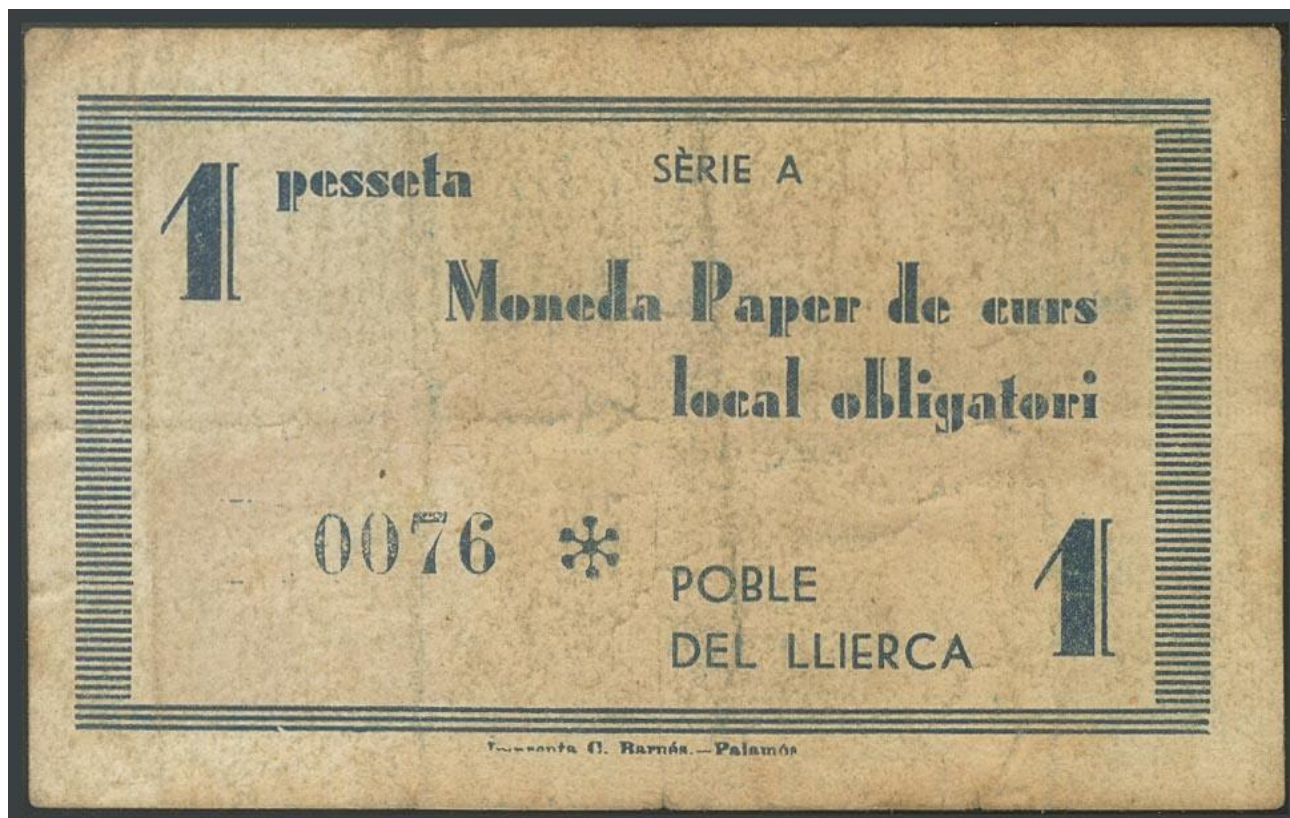 1 pesseta SÈRIE A
Moneda Paper de curs
local obligatori
0076 *
POBLE
DEL LLIERCA 1
Impremta C. Barnés.—Palamós